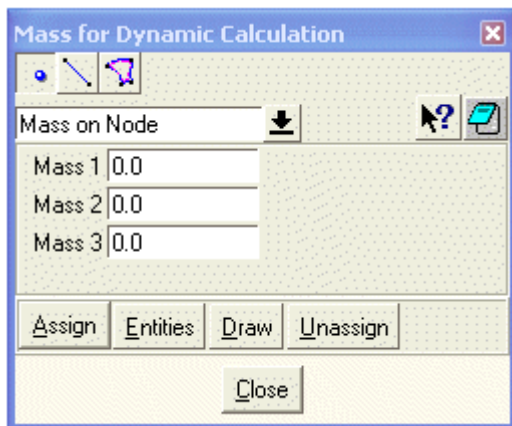 Mass for Dynamic Calculation
Mass on Node
Mass 1 0.0
Mass 2 0.0
Mass 3 0.0
Assign Entities Draw Unassign
Close